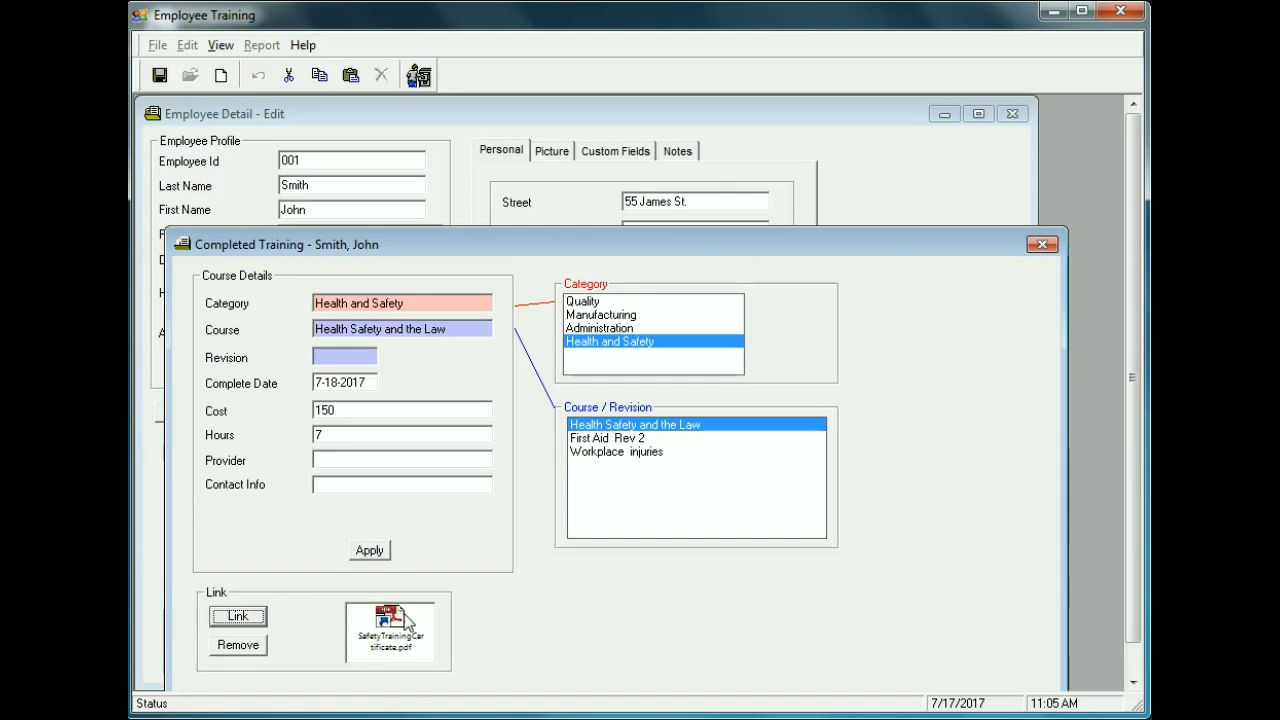 Employee Training
File Edit View Report Help
Employee Detail - Edit
Employee Profile
Employee Id 001
Last Name Smith
First Name John
Personal Picture Custom Fields Notes
Street 55 James St.
Completed Training - Smith, John
Course Details
Category Health and Safety
Course Health Safety and the Law
Revision
Complete Date 7-18-2017
Cost 150
Hours 7
Provider
Contact Info
Apply
Category
Quality
Manufacturing
Administration
Health and Safety
Course / Revision
Health Safety and the Law
First Aid Rev 2
Workplace injuries
Link
Link
Remove
SafetyTrainingCer
tificate.pdf
Status 7/17/2017 11:05 AM